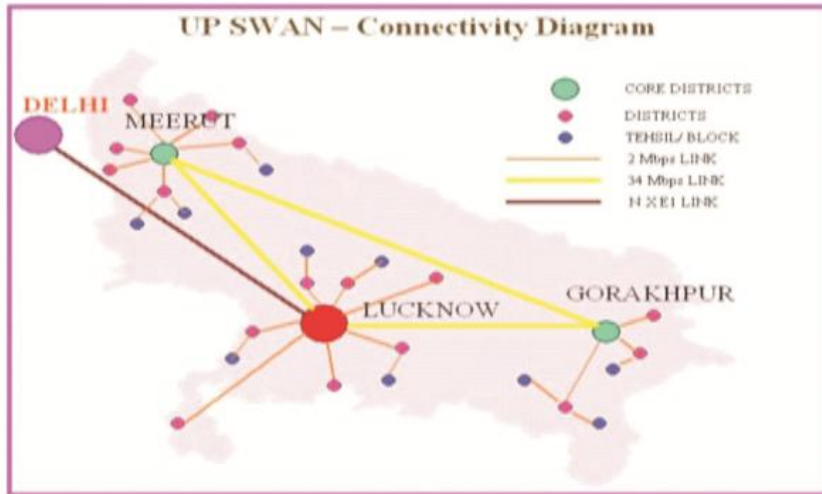 UP SWAN – Connectivity Diagram
DELHI
MEERUT
CORE DISTRICTS
DISTRICTS
TEHSIL/ BLOCK
2 Mbps LINK
34 Mbps LINK
N X E1 LINK
LUCKNOW
GORAKHPUR